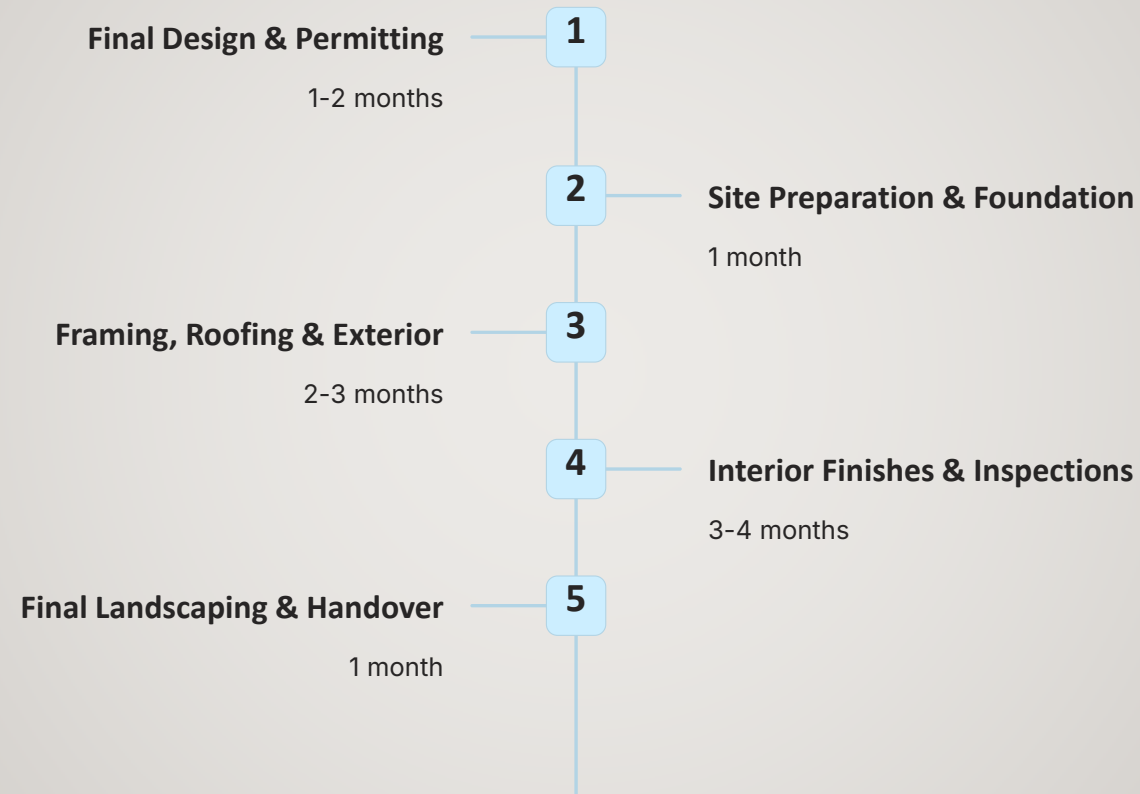 1
Final Design & Permitting
1-2 months
2
Site Preparation & Foundation
1 month
3
Framing, Roofing & Exterior
2-3 months
4
Interior Finishes & Inspections
3-4 months
5
Final Landscaping & Handover
1 month